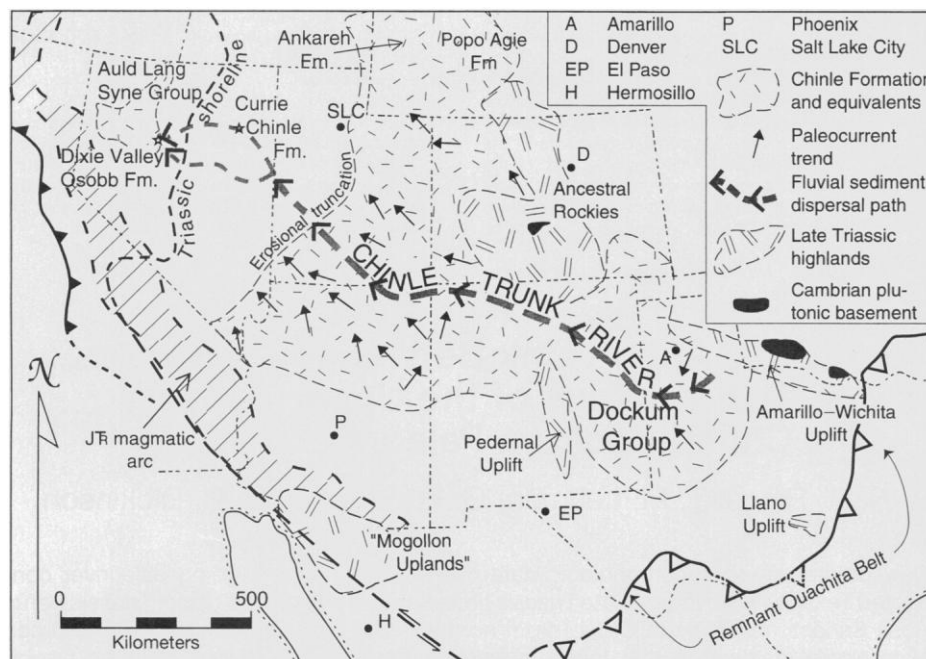 Ankareh
Fm
Popo Agie
Fm
Auld Lang
Syne Group
shoreline
Currie
Chinle
Fm.
SLC
Dixie Valley
Osobb Fm.
Triassic
Erosional truncation
D
Ancestral
Rockies
CHINLE TRUNK RIVER
A
Dockum
Group
Amarillo–Wichita
Uplift
Pedernal
Uplift
JTR magmatic
arc
P
EP
Llano
Uplift
"Mogollon
Uplands"
Remnant Ouachita Belt
H
N
0 500
Kilometers
A Amarillo P Phoenix
D Denver SLC Salt Lake City
EP El Paso
H Hermosillo
Chinle Formation
and equivalents
Paleocurrent
trend
Fluvial sediment
dispersal path
Late Triassic
highlands
Cambrian plu-
tonic basement